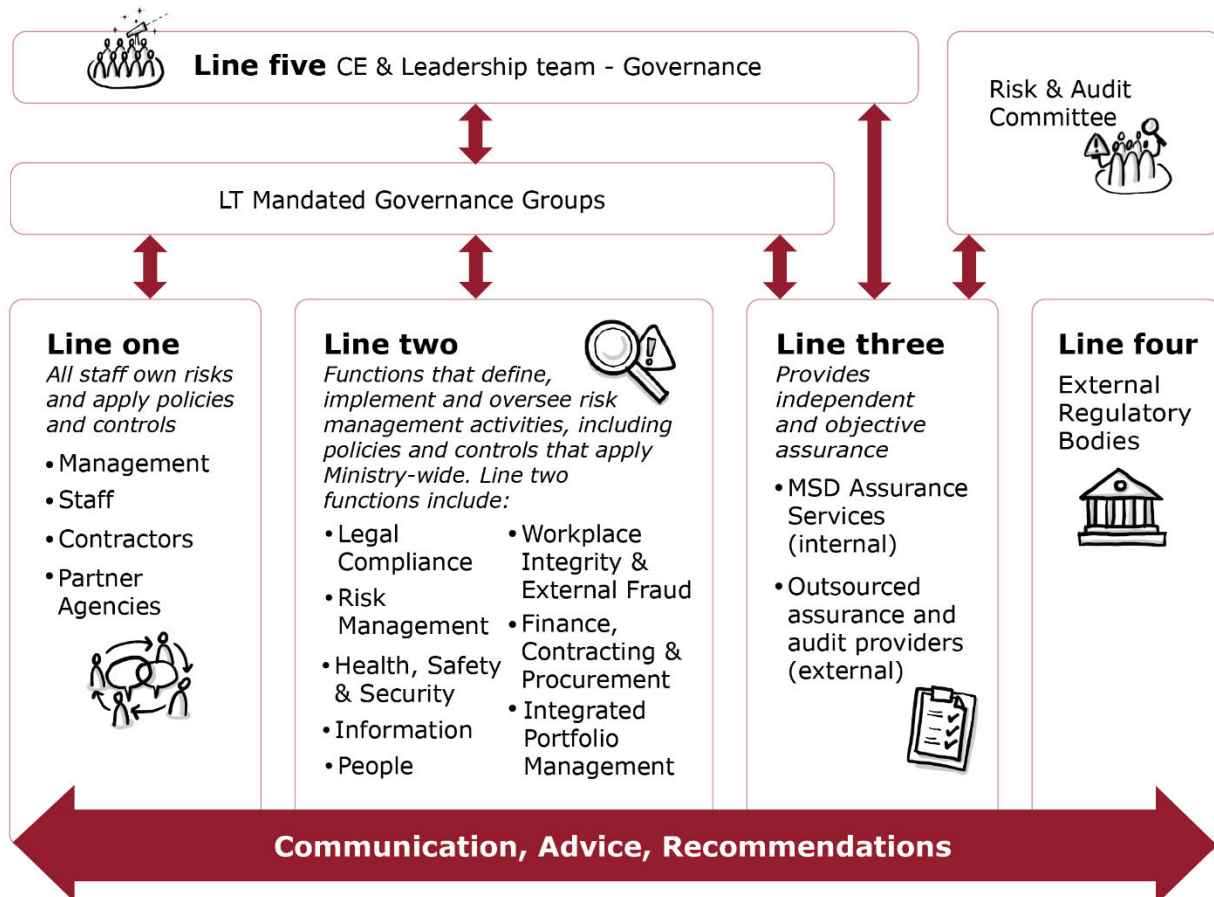 Line five CE & Leadership team - Governance
Risk & Audit
Committee
LT Mandated Governance Groups
Line one
All staff own risks
and apply policies
and controls
• Management
• Staff
• Contractors
• Partner
Agencies
Line two
Functions that define,
implement and oversee risk
management activities, including
policies and controls that apply
Ministry-wide. Line two
functions include:
• Legal
Compliance
• Risk
Management
• Health, Safety
& Security
• Information
• People
• Workplace
Integrity &
External Fraud
• Finance,
Contracting &
Procurement
• Integrated
Portfolio
Management
Line three
Provides
independent
and objective
assurance
• MSD Assurance
Services
(internal)
• Outsourced
assurance and
audit providers
(external)
Line four
External
Regulatory
Bodies
Communication, Advice, Recommendations